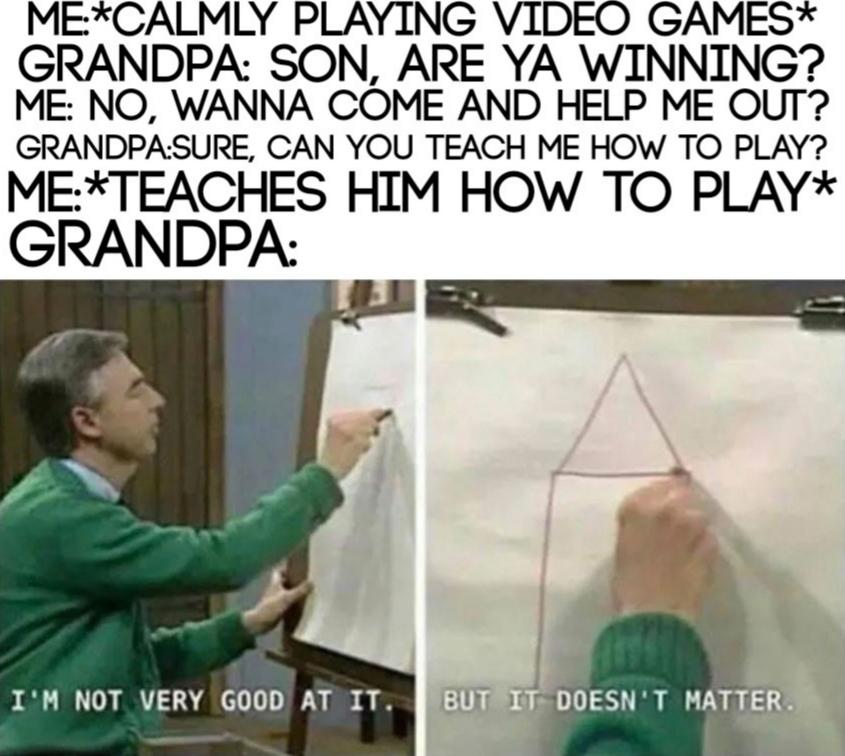 ME:*CALMLY PLAYING VIDEO GAMES*
GRANDPA: SON, ARE YA WINNING?
ME: NO, WANNA COME AND HELP ME OUT?
GRANDPA:SURE, CAN YOU TEACH ME HOW TO PLAY?
ME:*TEACHES HIM HOW TO PLAY*
GRANDPA:
I'M NOT VERY GOOD AT IT.
BUT IT DOESN'T MATTER.